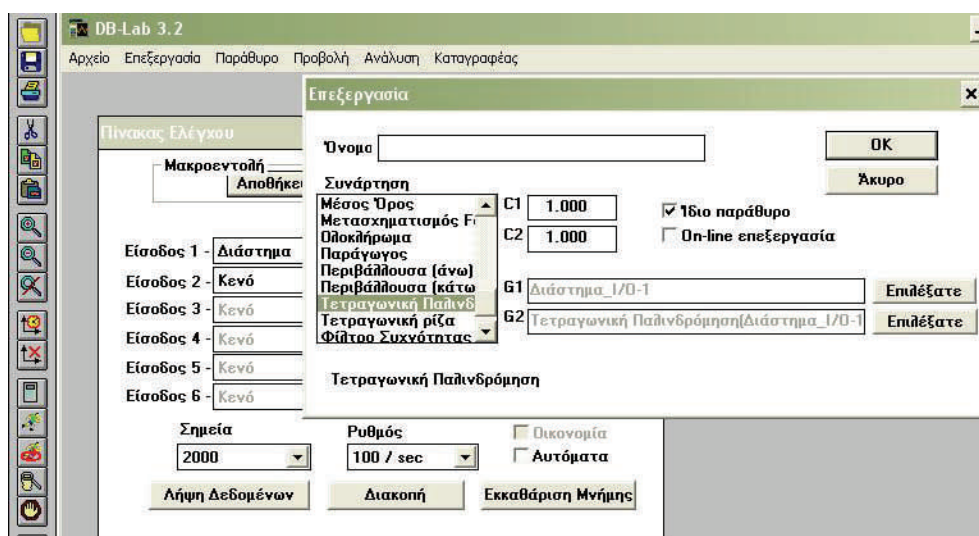 DB-Lab 3.2
Αρχείο Επεξεργασία Παράθυρο Προβολή Ανάλυση Καταγραφέας
Επεξεργασία
Όνομα
OK
Άκυρο
Συνάρτηση
Μέσος Όρος
Μετασχηματισμός
Ολοκλήρωμα
Παράγωγος
Περιβάλλουσα (άνω)
Περιβάλλουσα (κάτω
Τετραγωνική Παλινδ
Τετραγωνική ρίζα
Φίλτρο Συχνότητας
C1 1.000
C2 1.000
Ίδιο παράθυρο
On-line επεξεργασία
G1 Διάστημα_I/O-1 Επιλέξατε
G2 Τετραγωνική Παλινδρόμηση(Διάστημα_I/O-1 Επιλέξατε
Τετραγωνική Παλινδρόμηση
Πίνακας Ελέγχου
Μακροεντολή
Αποθήκε
Είσοδος 1 - Διάστημα
Είσοδος 2 - Κενό
Είσοδος 3 - Κενό
Είσοδος 4 - Κενό
Είσοδος 5 - Κενό
Είσοδος 6 - Κενό
Σημεία Ρυθμός Οικονομία
2000 100 / sec Αυτόματα
Λήψη Δεδομένων Διακοπή Εκκαθάριση Μνήμης